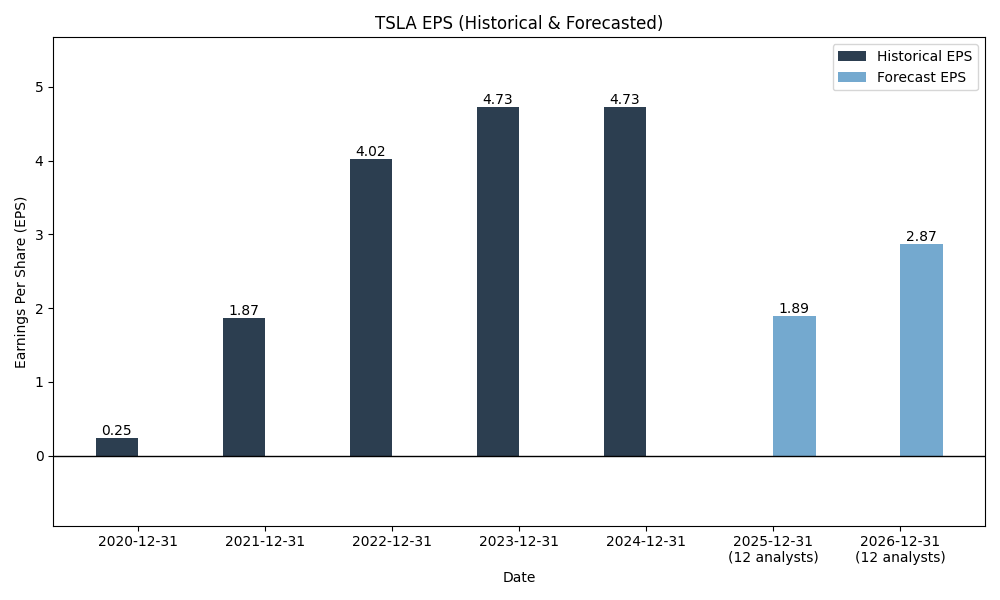 TSLA EPS (Historical & Forecasted)
Historical EPS
Forecast EPS
Earnings Per Share (EPS)
5
4
3
2
1
0
0.25
1.87
4.02
4.73
4.73
1.89
2.87
2020-12-31
2021-12-31
2022-12-31
2023-12-31
2024-12-31
2025-12-31
(12 analysts)
2026-12-31
(12 analysts)
Date